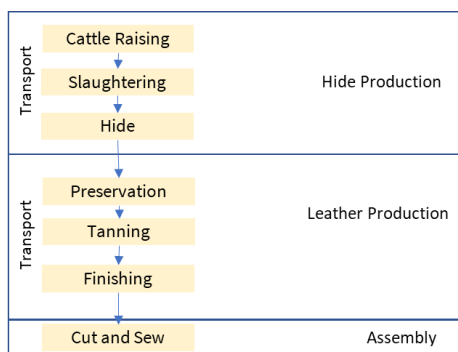 Transport
Cattle Raising
Slaughtering
Hide
Hide Production
Transport
Preservation
Tanning
Finishing
Leather Production
Cut and Sew
Assembly